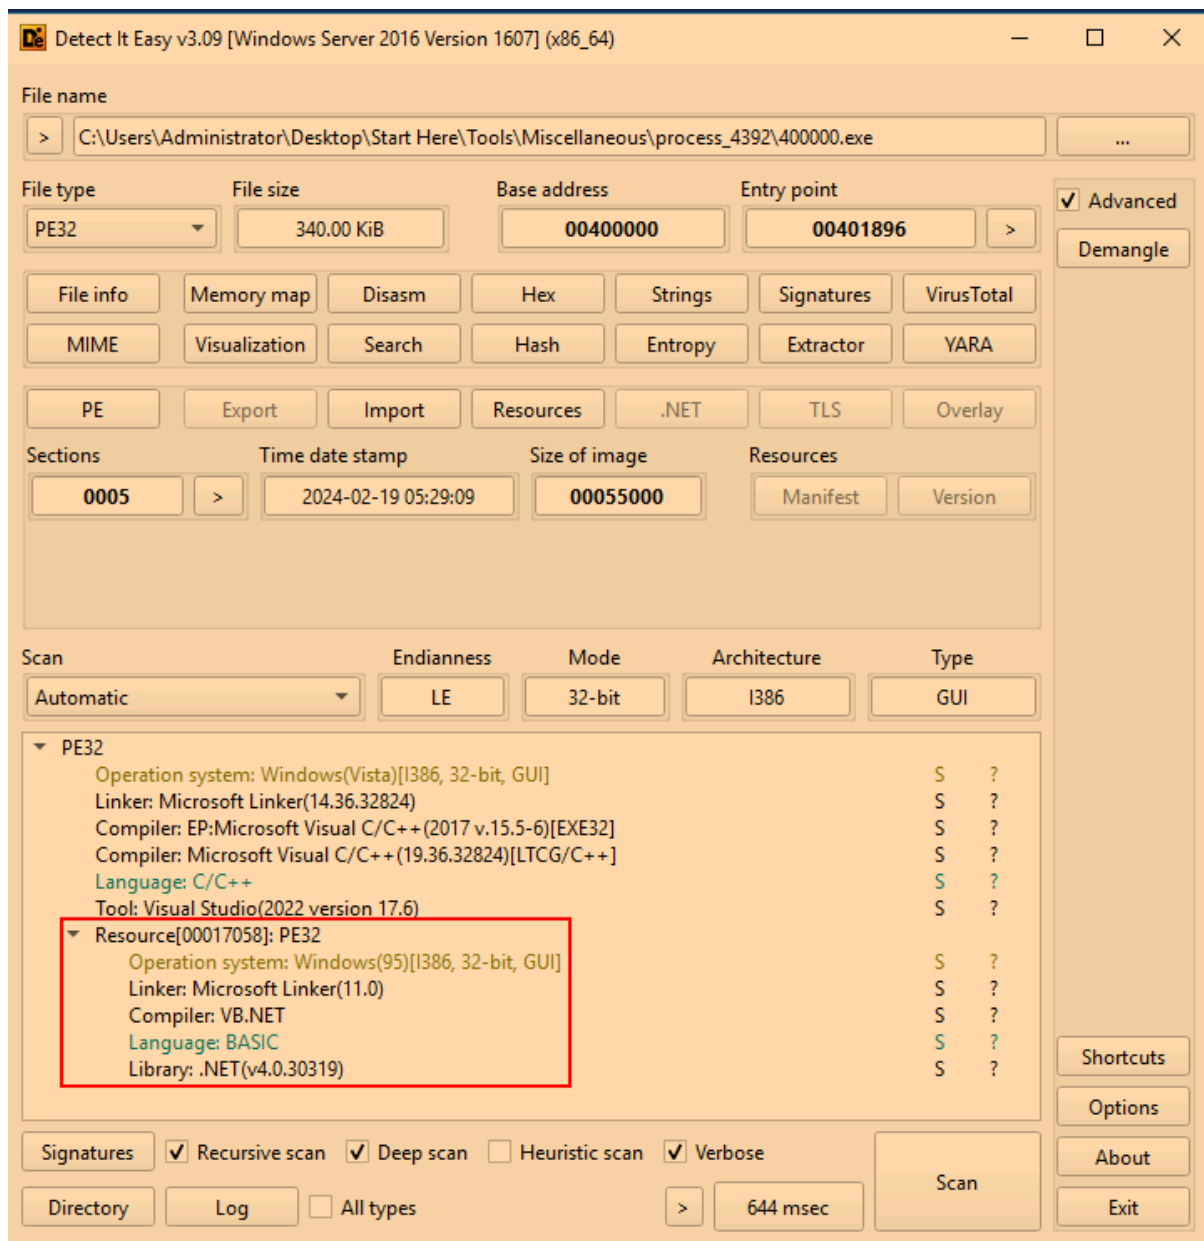 Detect It Easy v3.09 [Windows Server 2016 Version 1607] (x86_64)
File name
> C:\Users\Administrator\Desktop\Start Here\Tools\Miscellaneous\process_4392\400000.exe ...
File type File size Base address Entry point
Advanced
PE32 340.00 KiB 00400000 00401896 >
Demangle
File info Memory map Disasm Hex Strings Signatures VirusTotal
MIME Visualization Search Hash Entropy Extractor YARA
PE Export Import Resources .NET TLS Overlay
Sections Time date stamp Size of image Resources
0005 > 2024-02-19 05:29:09 00055000 Manifest Version
Scan Endianness Mode Architecture Type
Automatic LE 32-bit I386 GUI
PE32
Operation system: Windows(Vista)[I386, 32-bit, GUI] S ?
Linker: Microsoft Linker(14.36.32824) S ?
Compiler: EP:Microsoft Visual C/C++(2017 v.15.5-6)[EXE32] S ?
Compiler: Microsoft Visual C/C++(19.36.32824)[LTCG/C++] S ?
Language: C/C++ S ?
Tool: Visual Studio(2022 version 17.6) S ?
Resource[00017058]: PE32
Operation system: Windows(95)[I386, 32-bit, GUI] S ?
Linker: Microsoft Linker(11.0) S ?
Compiler: VB.NET S ?
Language: BASIC S ?
Library: .NET(v4.0.30319) S ?
Shortcuts
Options
Signatures Recursive scan Deep scan Heuristic scan Verbose
Scan
About
Directory Log All types > 644 msec
Exit